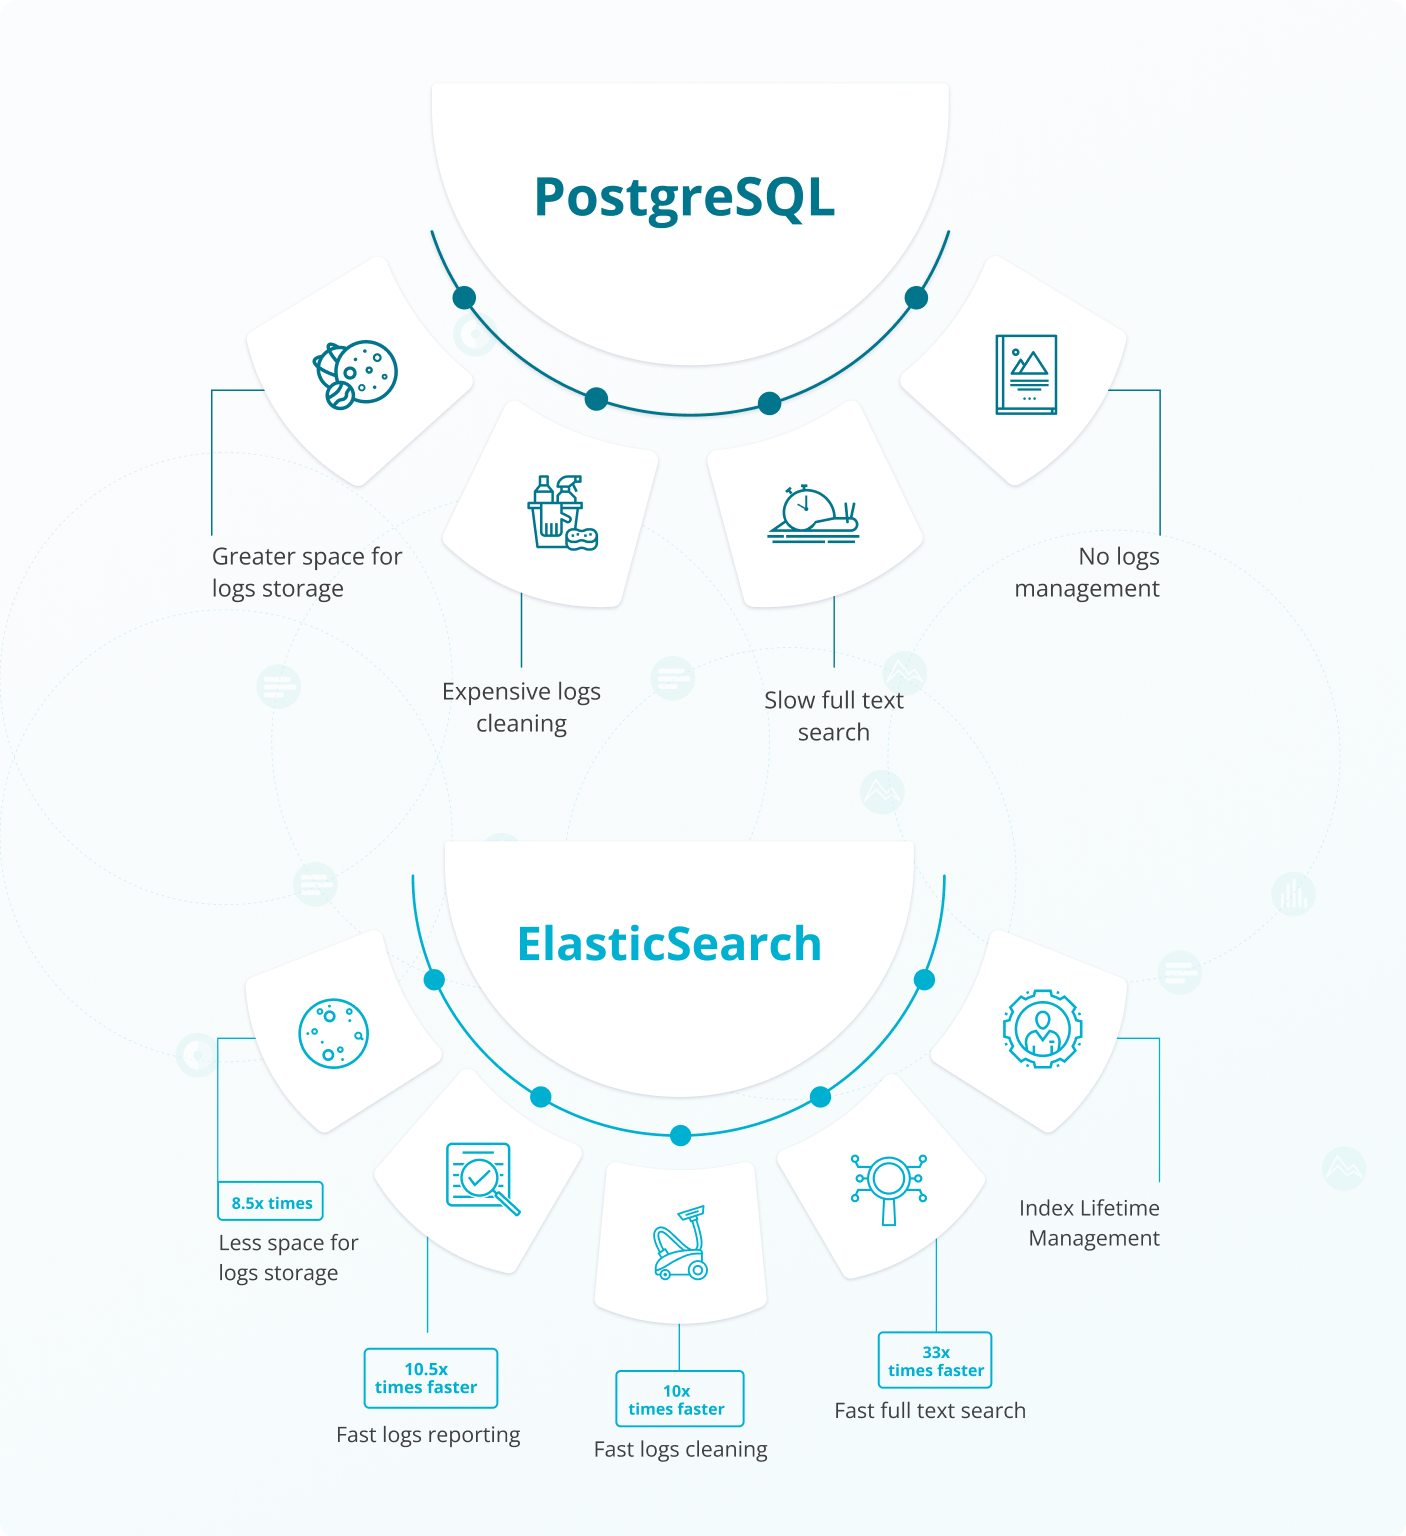 PostgreSQL
Greater space for
logs storage
Expensive logs
cleaning
Slow full text
search
No logs
management
ElasticSearch
8.5x times
Less space for
logs storage
10.5x
times faster
Fast logs reporting
10x
times faster
Fast logs cleaning
33x
times faster
Fast full text search
Index Lifetime
Management